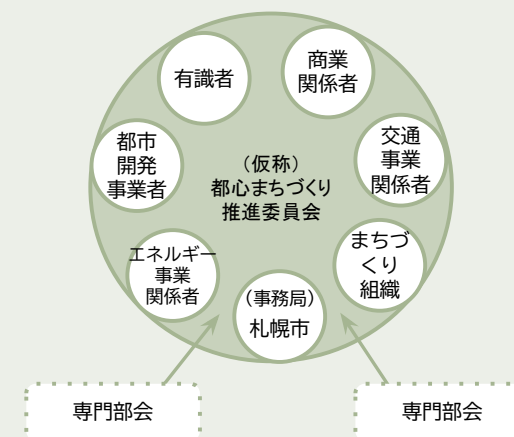 有識者
商業
関係者
都市
開発
事業者
(仮称)
都心まちづくり
推進委員会
交通
事業
関係者
エネルギー
事業
関係者
まちづ
くり
組織
(事務局)
札幌市
専門部会
専門部会